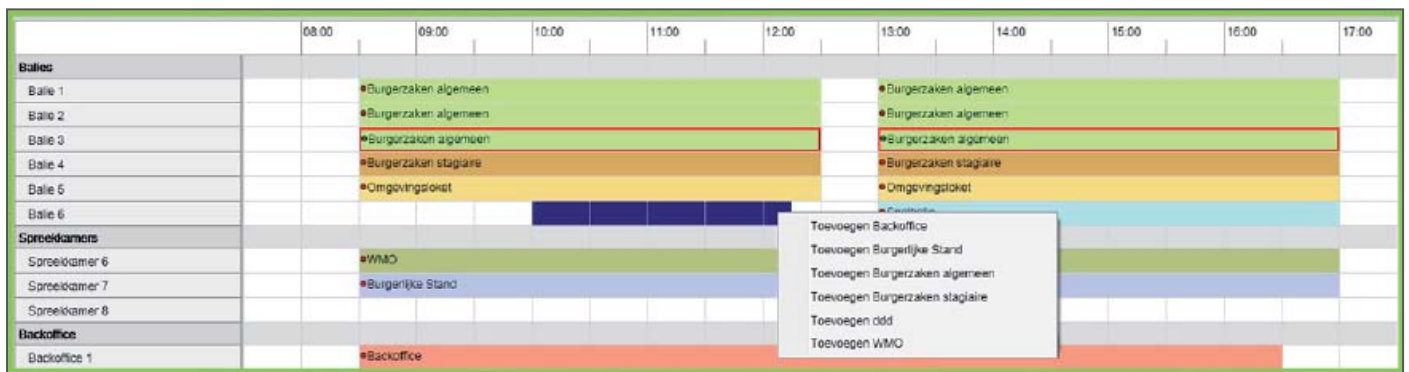 08:00 09:00 10:00 11:00 12:00 13:00 14:00 15:00 16:00 17:00
Balies
Balie 1 Burgerzaken algemeen Burgerzaken algemeen
Balie 2 Burgerzaken algemeen Burgerzaken algemeen
Balie 3 Burgerzaken algemeen Burgerzaken algemeen
Balie 4 Burgerzaken stagiaire Burgerzaken stagiaire
Balie 5 Omgevingsloket Omgevingsloket
Balie 6
Spreekkamers
Spreekkamer 6 WMO
Spreekkamer 7 Burgerlijke Stand
Spreekkamer 8
Backoffice
Backoffice 1 Backoffice
Toevoegen Backoffice
Toevoegen Burgerlijke Stand
Toevoegen Burgerzaken algemeen
Toevoegen Burgerzaken stagiaire
Toevoegen ddd
Toevoegen WMO